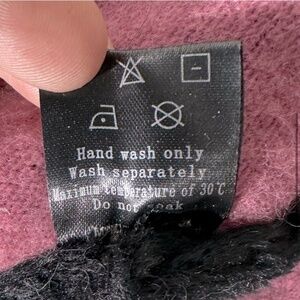 Hand wash only
Wash separately
Maximum temperature of 30°C
Do not soak